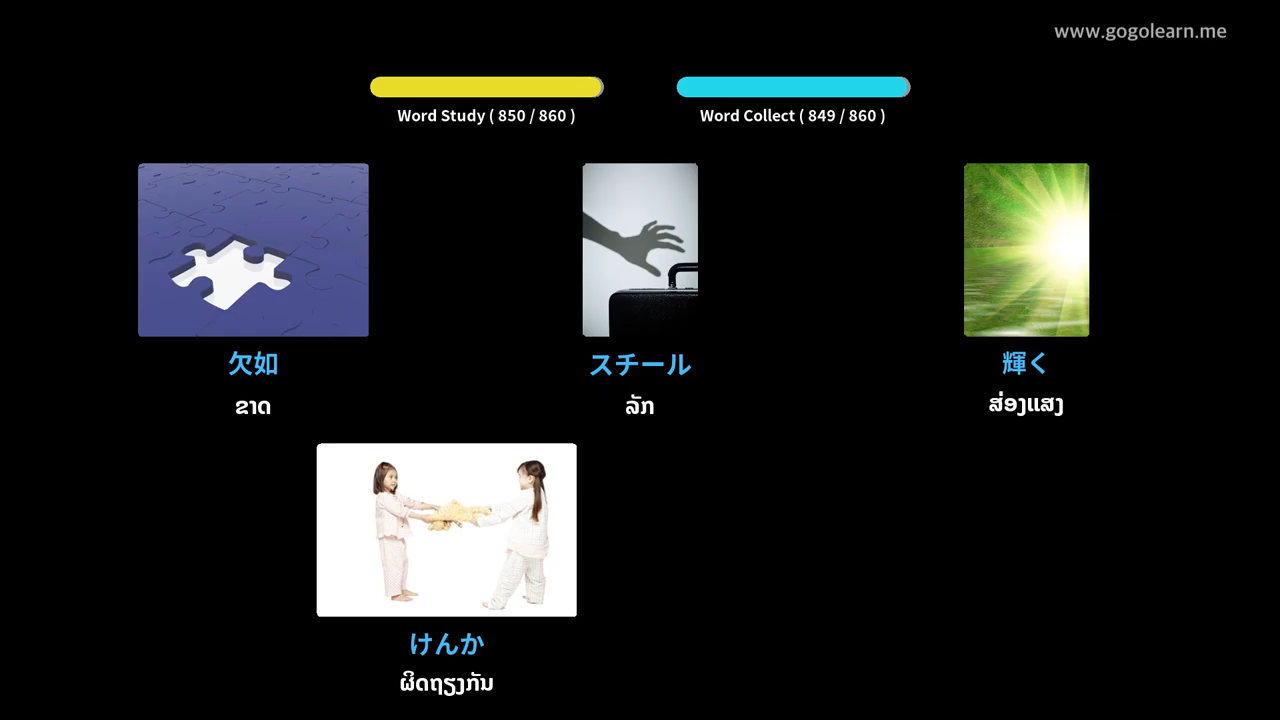 www.gogolearn.me
Word Study ( 850 / 860 )
Word Collect ( 849 / 860 )
欠如
スチール
輝く
ຂາດ
ລັກ
ສ່ອງແສງ
けんか
ຜິດຖຽງກັນ